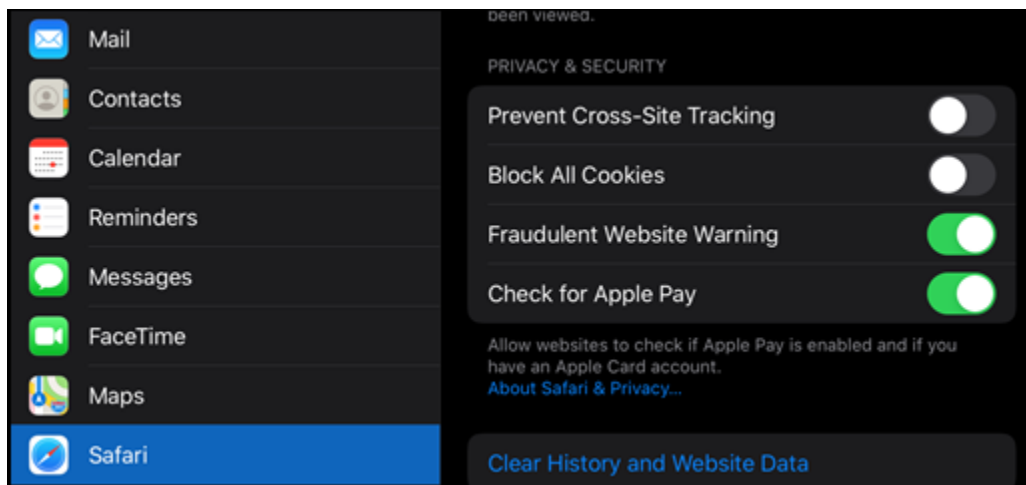 Mail
Contacts
Calendar
Reminders
Messages
FaceTime
Maps
Safari
been viewed.
PRIVACY & SECURITY
Prevent Cross-Site Tracking
Block All Cookies
Fraudulent Website Warning
Check for Apple Pay
Allow websites to check if Apple Pay is enabled and if you
have an Apple Card account.
About Safari & Privacy...
Clear History and Website Data